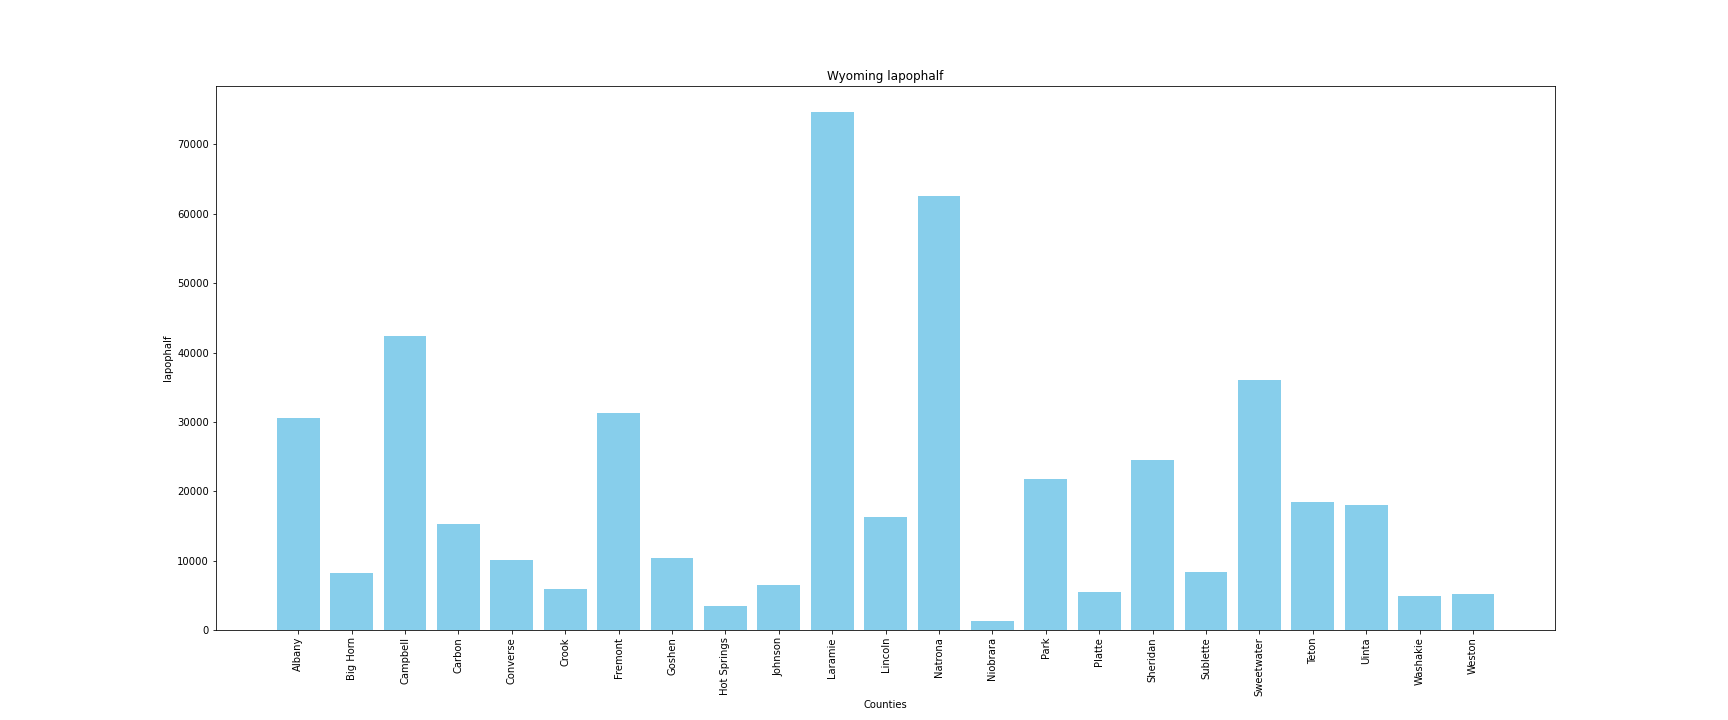 Wyoming lapophalf
70000
60000
50000
40000
30000
20000
10000
0
lapophalf
Albany
Big Horn
Campbell
Carbon
Converse
Crook
Fremont
Goshen
Hot Springs
Johnson
Laramie
Lincoln
Natrona
Niobrara
Park
Platte
Sheridan
Sublette
Sweetwater
Teton
Uinta
Washakie
Weston
Counties